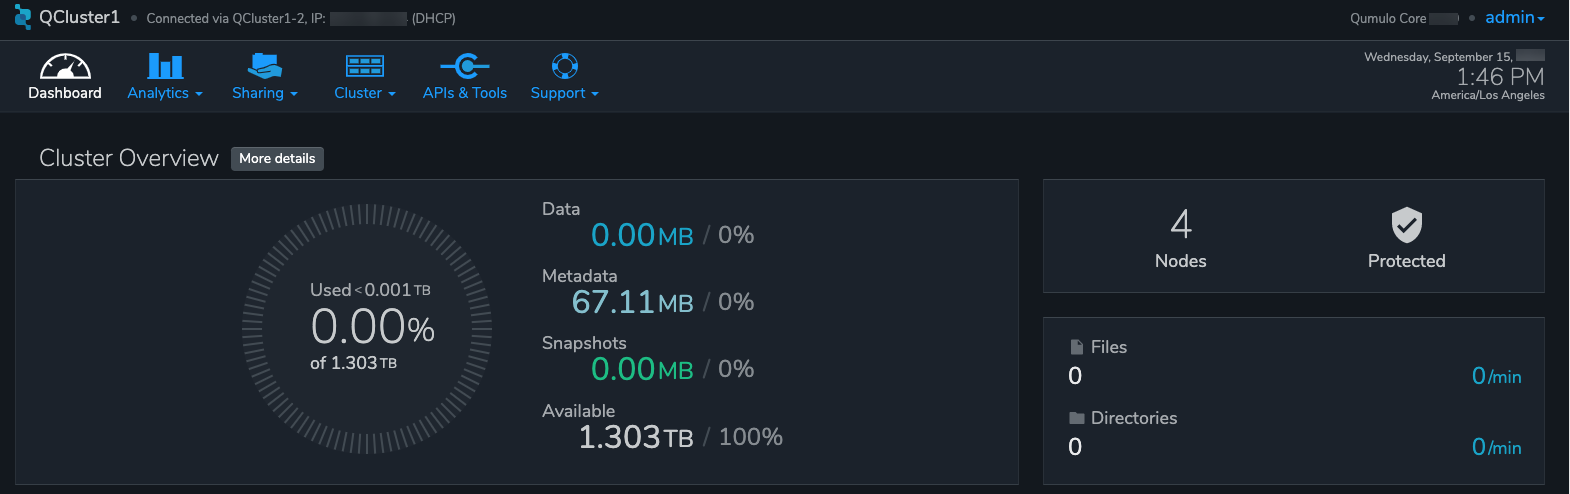 QCluster1 • Connected via QCluster1-2, IP: (DHCP)
Qumulo Core • admin
Dashboard
Analytics
Sharing
Cluster
APIs & Tools
Support
Wednesday, September 15,
1:46 PM
America/Los Angeles
Cluster Overview
More details
Used <0.001 TB
0.00%
of 1.303 TB
Data
0.00 MB / 0%
Metadata
67.11 MB / 0%
Snapshots
0.00 MB / 0%
Available
1.303 TB / 100%
4
Nodes
Protected
Files
0
0/min
Directories
0
0/min